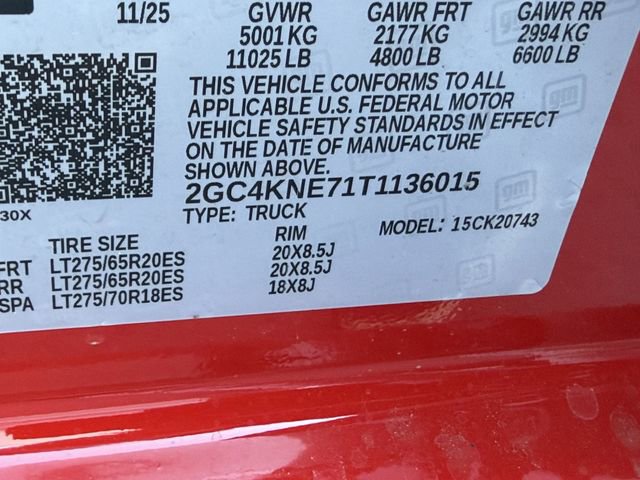 11/25 GVWR GAWR FRT GAWR RR
5001 KG 2177 KG 2994 KG
11025 LB 4800 LB 6600 LB
THIS VEHICLE CONFORMS TO ALL
APPLICABLE U.S. FEDERAL MOTOR
VEHICLE SAFETY STANDARDS IN EFFECT
ON THE DATE OF MANUFACTURE
SHOWN ABOVE.
2GC4KNE71T1136015
30X
TYPE: TRUCK MODEL: 15CK20743
TIRE SIZE RIM
FRT LT275/65R20ES 20X8.5J
RR LT275/65R20ES 20X8.5J
SPA LT275/70R18ES 18X8J
gm
gm
gm